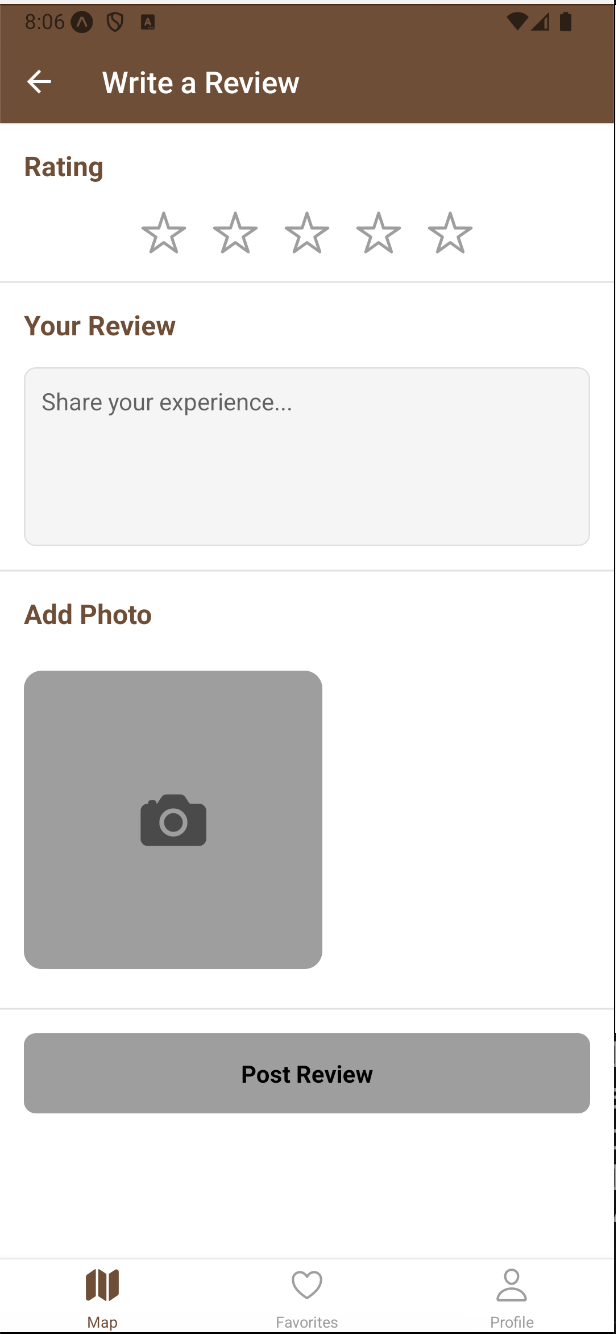 8:06
Write a Review
Rating
Your Review
Share your experience...
Add Photo
Post Review
Map Favorites Profile